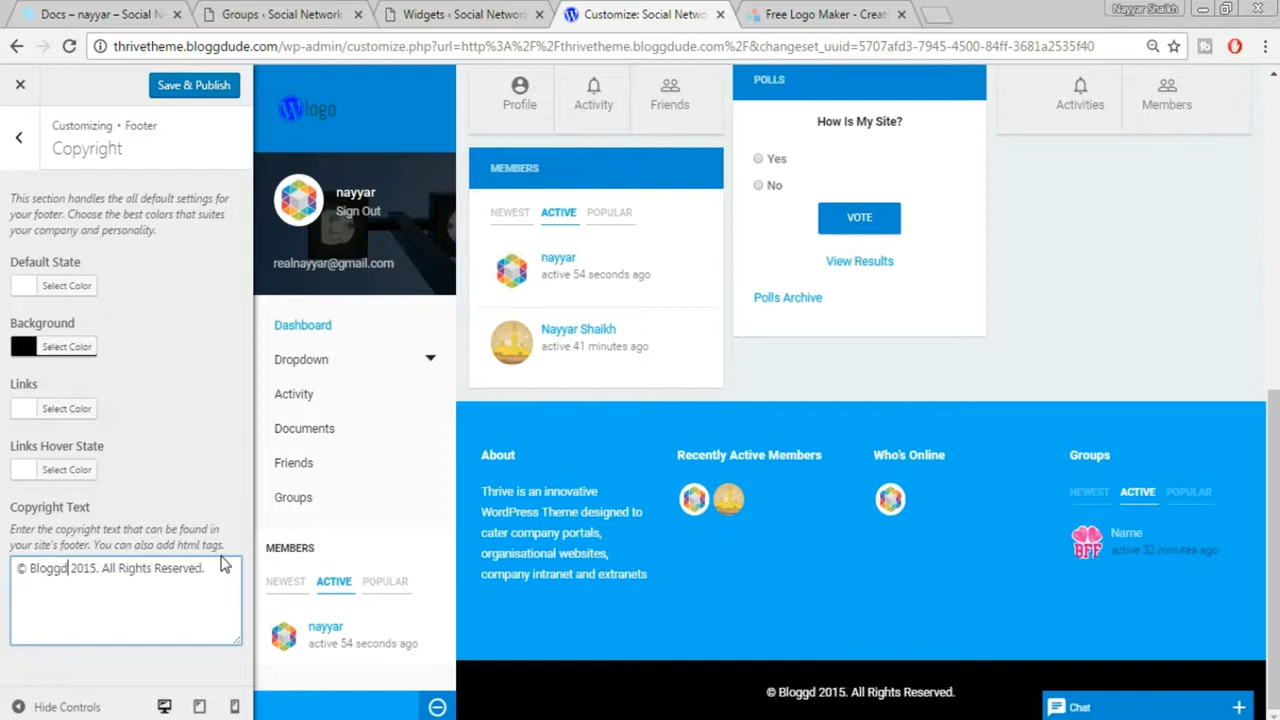 Docs – nayyar – Social N
Groups ‹ Social Network
Widgets ‹ Social Network
Customize: Social Netwo
Free Logo Maker - Creat
Nayyar Shaikh
thrivetheme.bloggdude.com/wp-admin/customize.php?url=http%3A%2F%2Fthrivetheme.bloggdude.com%2F&changeset_uuid=5707afd3-7945-4500-84ff-3681a2535f40
Save & Publish
Customizing • Footer
Copyright
This section handles the all default settings for
your footer. Choose the best colors that suites
your company and personality.
Default State
Select Color
Background
Select Color
Links
Select Color
Links Hover State
Select Color
Copyright Text
Enter the copyright text that can be found in
your site's footer. You can also add html tags.
© Bloggd 2015. All Rights Reserved.
Hide Controls
logo
nayyar
Sign Out
realnayyar@gmail.com
Dashboard
Dropdown
Activity
Documents
Friends
Groups
MEMBERS
NEWEST ACTIVE POPULAR
nayyar
active 54 seconds ago
Profile Activity Friends
MEMBERS
NEWEST ACTIVE POPULAR
nayyar
active 54 seconds ago
Nayyar Shaikh
active 41 minutes ago
POLLS
How Is My Site?
Yes
No
VOTE
View Results
Polls Archive
Activities Members
About
Thrive is an innovative
WordPress Theme designed to
cater company portals,
organisational websites,
company intranet and extranets
Recently Active Members
Who's Online
Groups
NEWEST ACTIVE POPULAR
BFF
Name
active 32 minutes ago
© Bloggd 2015. All Rights Reserved.
Chat